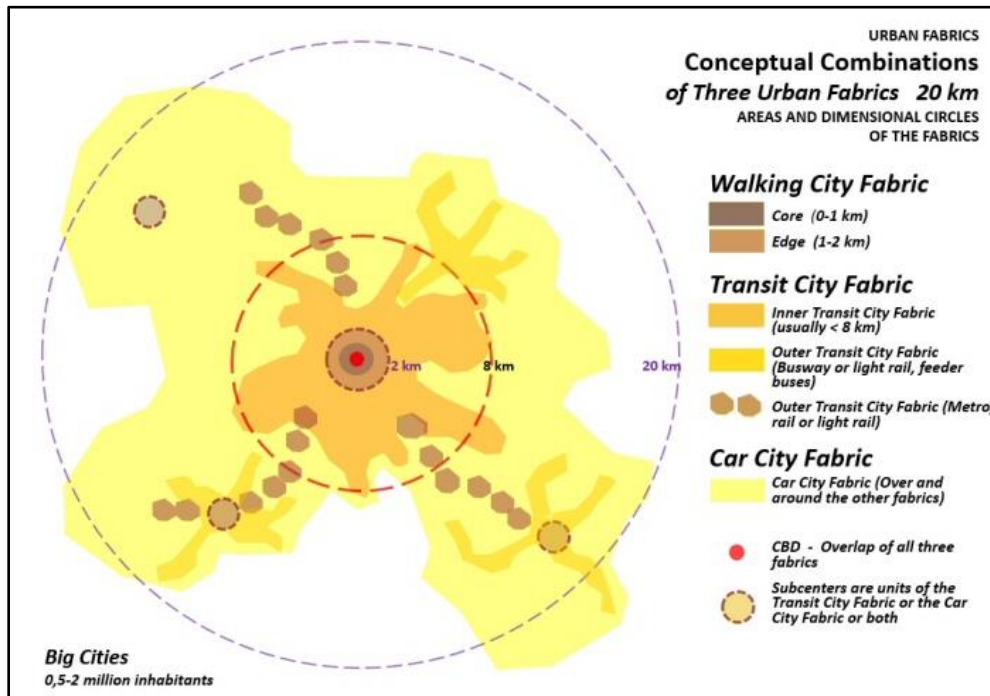 URBAN FABRICS
Conceptual Combinations
of Three Urban Fabrics 20 km
AREAS AND DIMENSIONAL CIRCLES
OF THE FABRICS
Walking City Fabric
Core (0-1 km)
Edge (1-2 km)
Transit City Fabric
Inner Transit City Fabric
(usually < 8 km)
Outer Transit City Fabric
(Busway or light rail, feeder
buses)
Outer Transit City Fabric (Metro,
rail or light rail)
Car City Fabric
Car City Fabric (Over and
around the other fabrics)
CBD - Overlap of all three
fabrics
Subcenters are units of the
Transit City Fabric or the Car
City Fabric or both
2 km
8 km
20 km
Big Cities
0,5-2 million inhabitants